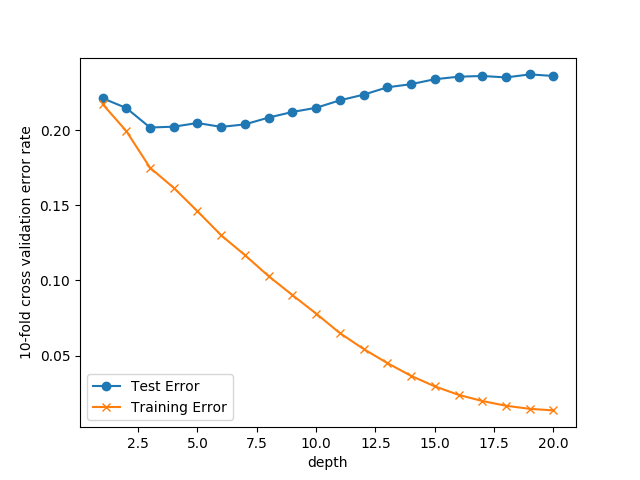 0.20
0.15
0.10
0.05
10-fold cross validation error rate
Test Error
Training Error
2.5 5.0 7.5 10.0 12.5 15.0 17.5 20.0
depth